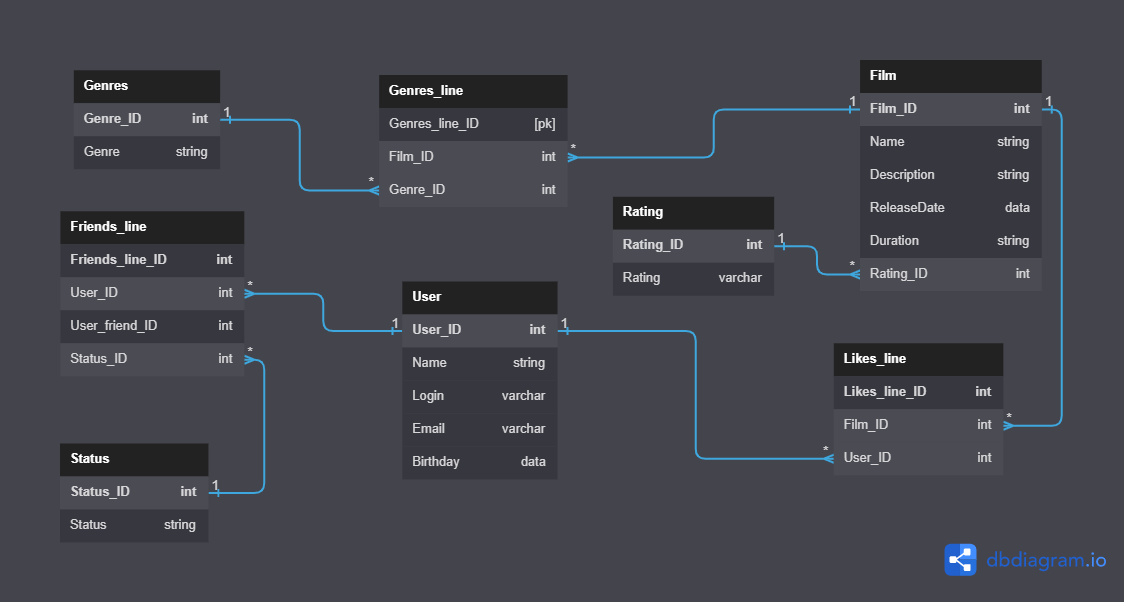 Genres
Genre_ID int
Genre string
1
*
Genres_line
Genres_line_ID [pk]
Film_ID int
Genre_ID int
*
1
Film
Film_ID int
Name string
Description string
ReleaseDate data
Duration string
Rating_ID int
1
*
Rating
Rating_ID int
Rating varchar
1
Friends_line
Friends_line_ID int
User_ID int
User_friend_ID int
Status_ID int
*
*
1
User
User_ID int
Name string
Login varchar
Email varchar
Birthday data
1
*
Likes_line
Likes_line_ID int
Film_ID int
User_ID int
*
Status
Status_ID int
Status string
1
dbdiagram.io